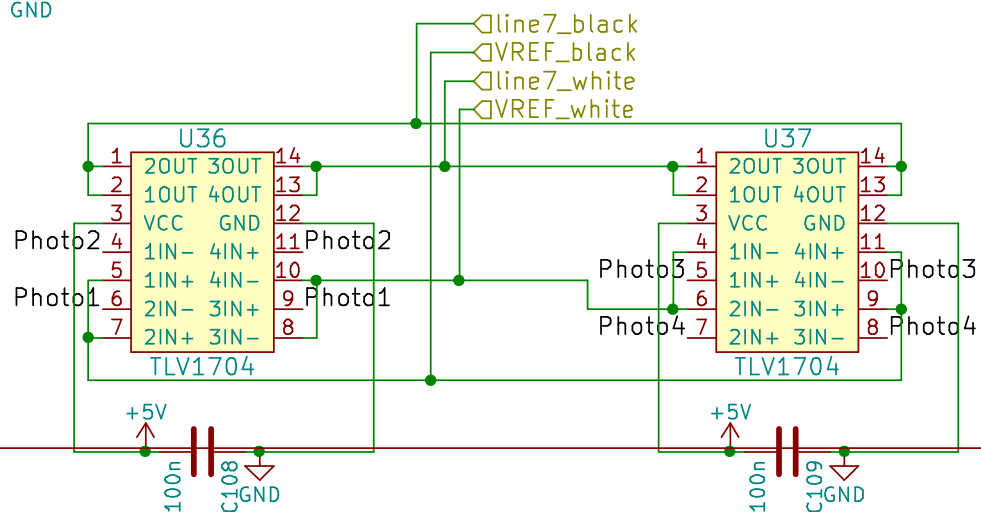 GND
line7_black
VREF_black
line7_white
VREF_white
U36 U37
1 2OUT 3OUT 14 1 2OUT 3OUT 14
2 1OUT 4OUT 13 2 1OUT 4OUT 13
3 VCC GND 12 3 VCC GND 12
Photo2 4 1IN- 4IN+ 11 Photo2 4 1IN- 4IN+ 11
5 1IN+ 4IN- 10 Photo3 5 1IN+ 4IN- 10 Photo3
Photo1 6 2IN- 3IN+ 9 Photo1 6 2IN- 3IN+ 9
7 2IN+ 3IN- 8 Photo4 7 2IN+ 3IN- 8 Photo4
TLV1704 TLV1704
+5V +5V
100n C108 GND 100n C109 GND